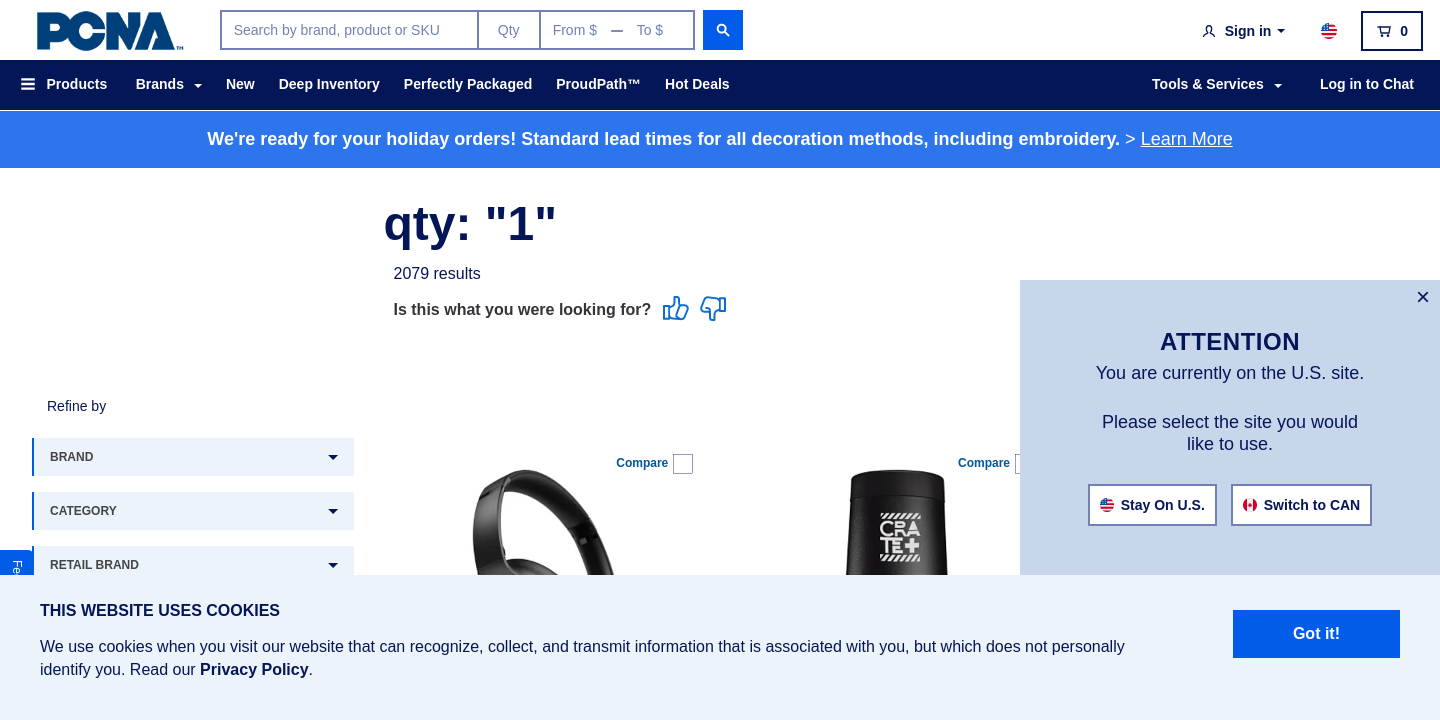 PCNA™
Search by brand, product or SKU
Qty
From $
To $
Sign in
0
Products
Brands
New
Deep Inventory
Perfectly Packaged
ProudPath™
Hot Deals
Tools & Services
Log in to Chat
We're ready for your holiday orders! Standard lead times for all decoration methods, including embroidery. > Learn More
qty: "1"
2079 results
Is this what you were looking for?
×
ATTENTION
You are currently on the U.S. site.
Please select the site you would
like to use.
Stay On U.S.
Switch to CAN
Refine by
BRAND
CATEGORY
RETAIL BRAND
Compare
Compare
CRA
TE+
THIS WEBSITE USES COOKIES
We use cookies when you visit our website that can recognize, collect, and transmit information that is associated with you, but which does not personally
identify you. Read our Privacy Policy.
Got it!